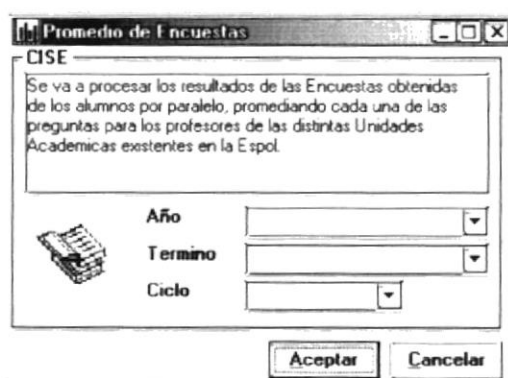 Promedio de Encuestas
CISE
Se va a procesar los resultados de las Encuestas obtenidas
de los alumnos por paralelo, promediando cada una de las
preguntas para los profesores de las distintas Unidades
Academicas existentes en la Espol.
Año
Termino
Ciclo
Aceptar
Cancelar